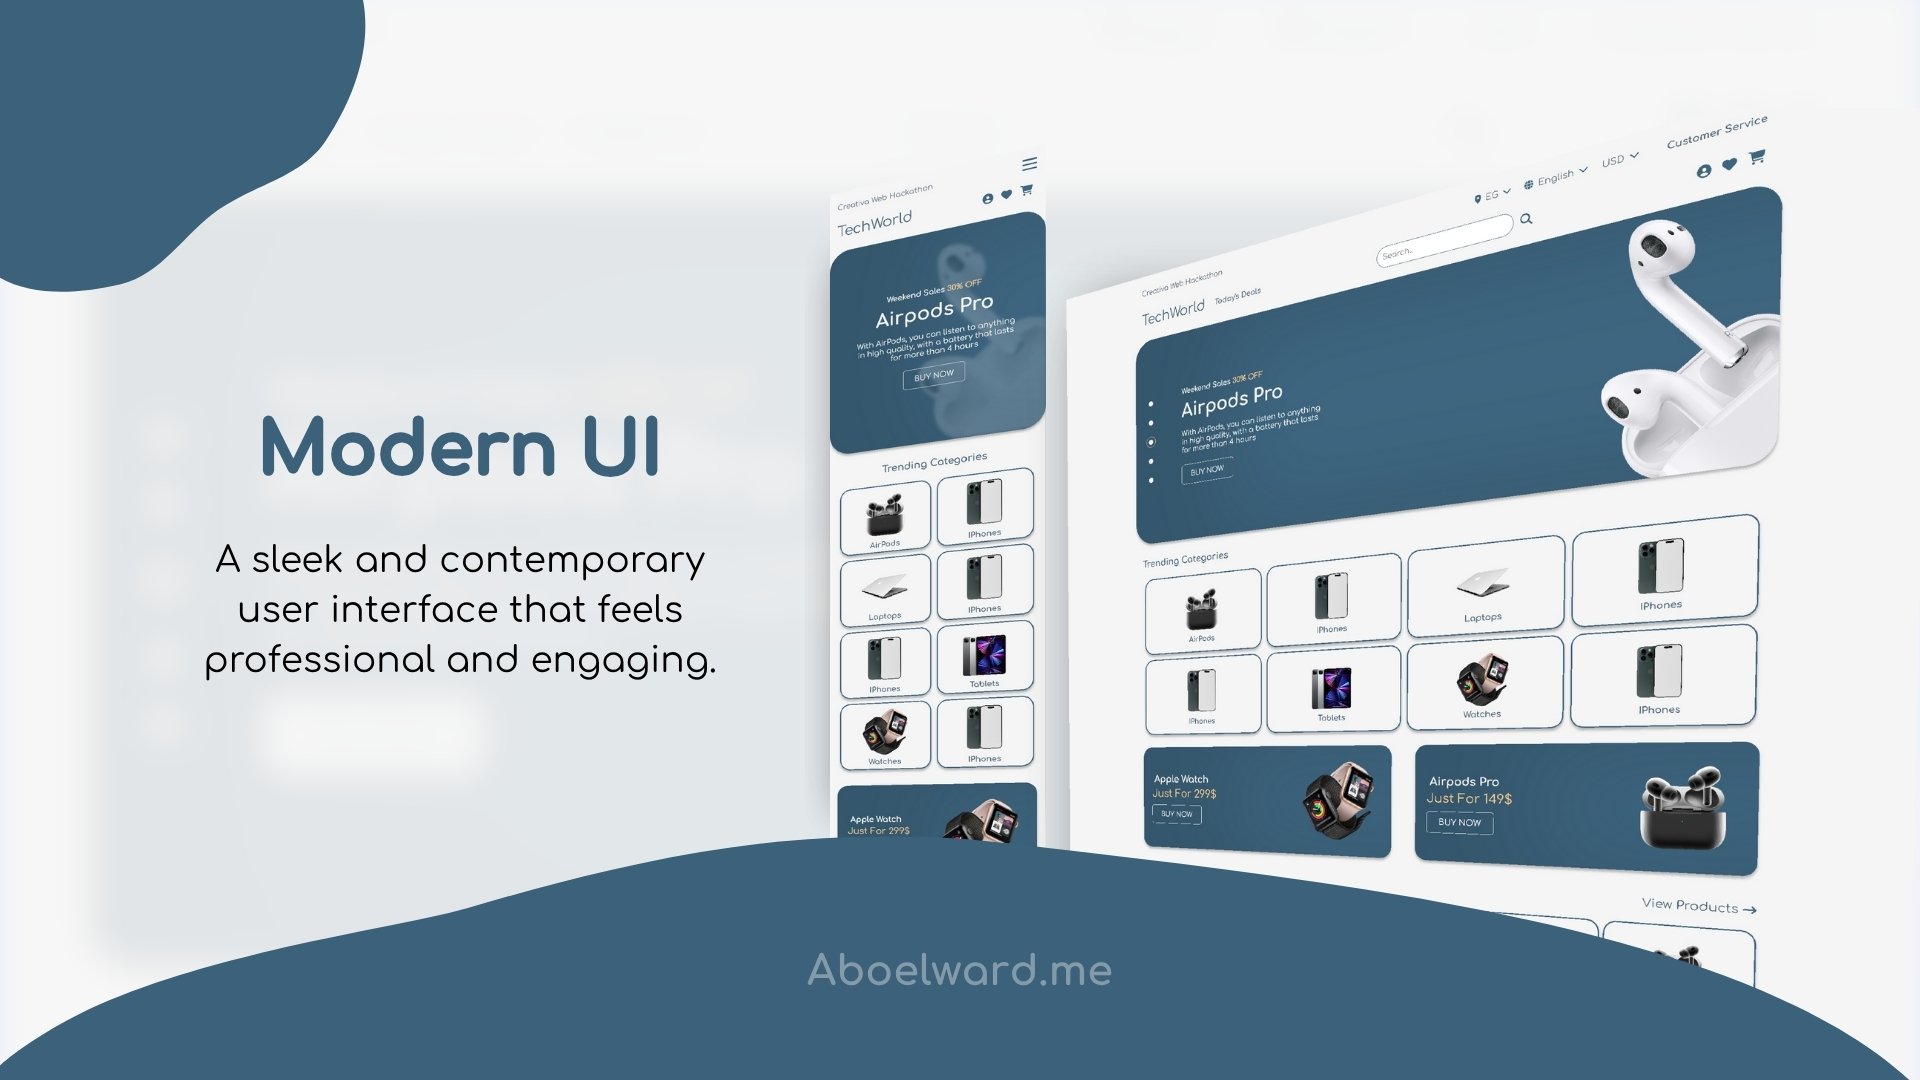 Modern UI
A sleek and contemporary
user interface that feels
professional and engaging.
Creativa Web Hackathon
TechWorld
Weekend Sales 30% OFF
Airpods Pro
With AirPods, you can listen to anything
in high quality, with a battery that lasts
for more than 4 hours
BUY NOW
Trending Categories
AirPods
IPhones
Laptops
IPhones
IPhones
Tablets
Watches
IPhones
Apple Watch
Just For 299$
Customer Service
EG
English
USD
Creativa Web Hackathon
Search..
TechWorld
Today's Deals
Weekend Sales 30% OFF
Airpods Pro
With AirPods, you can listen to anything
in high quality, with a battery that lasts
for more than 4 hours
BUY NOW
Trending Categories
AirPods
IPhones
Laptops
IPhones
IPhones
Tablets
Watches
IPhones
Apple Watch
Just For 299$
BUY NOW
Airpods Pro
Just For 149$
BUY NOW
View Products
Aboelward.me